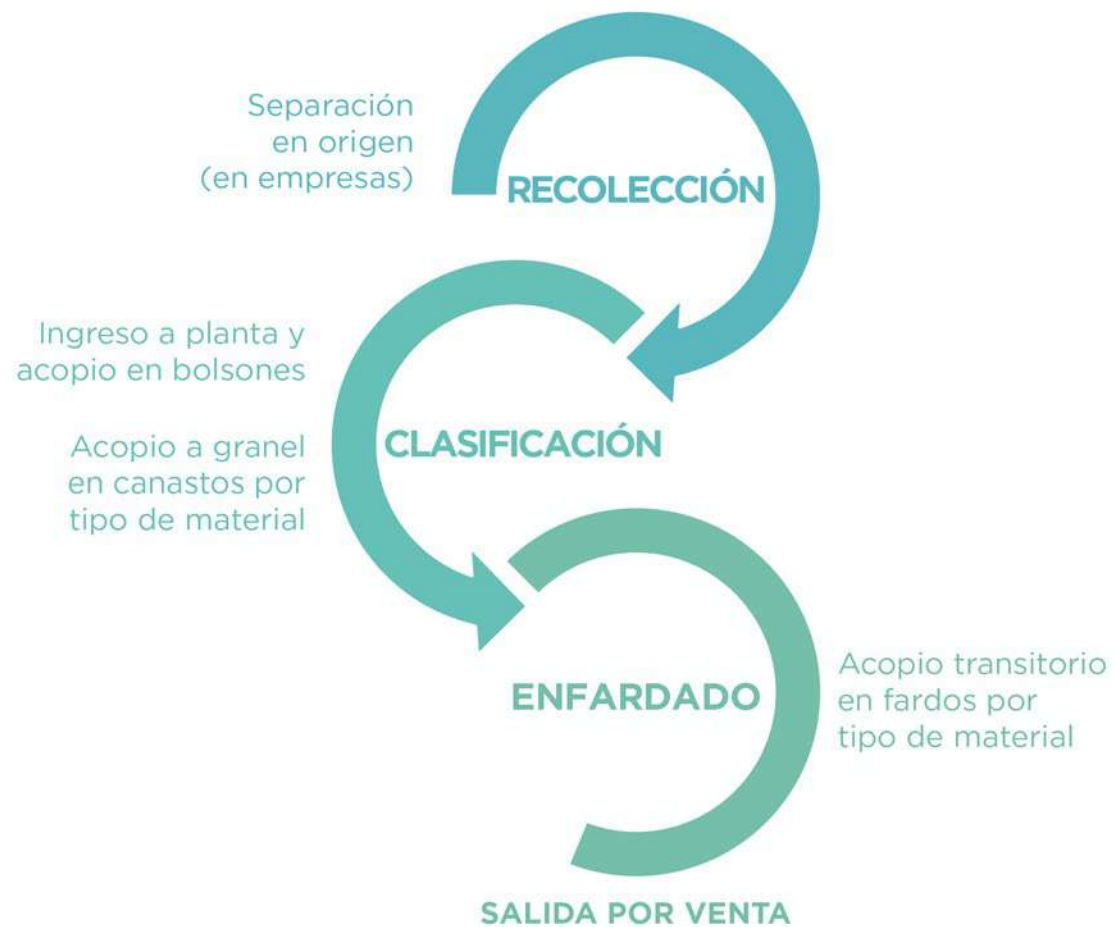 Separación
en origen
(en empresas)
RECOLECCIÓN
Ingreso a planta y
acopio en bolsones
CLASIFICACIÓN
Acopio a granel
en canastos por
tipo de material
ENFARDADO
Acopio transitorio
en fardos por
tipo de material
SALIDA POR VENTA